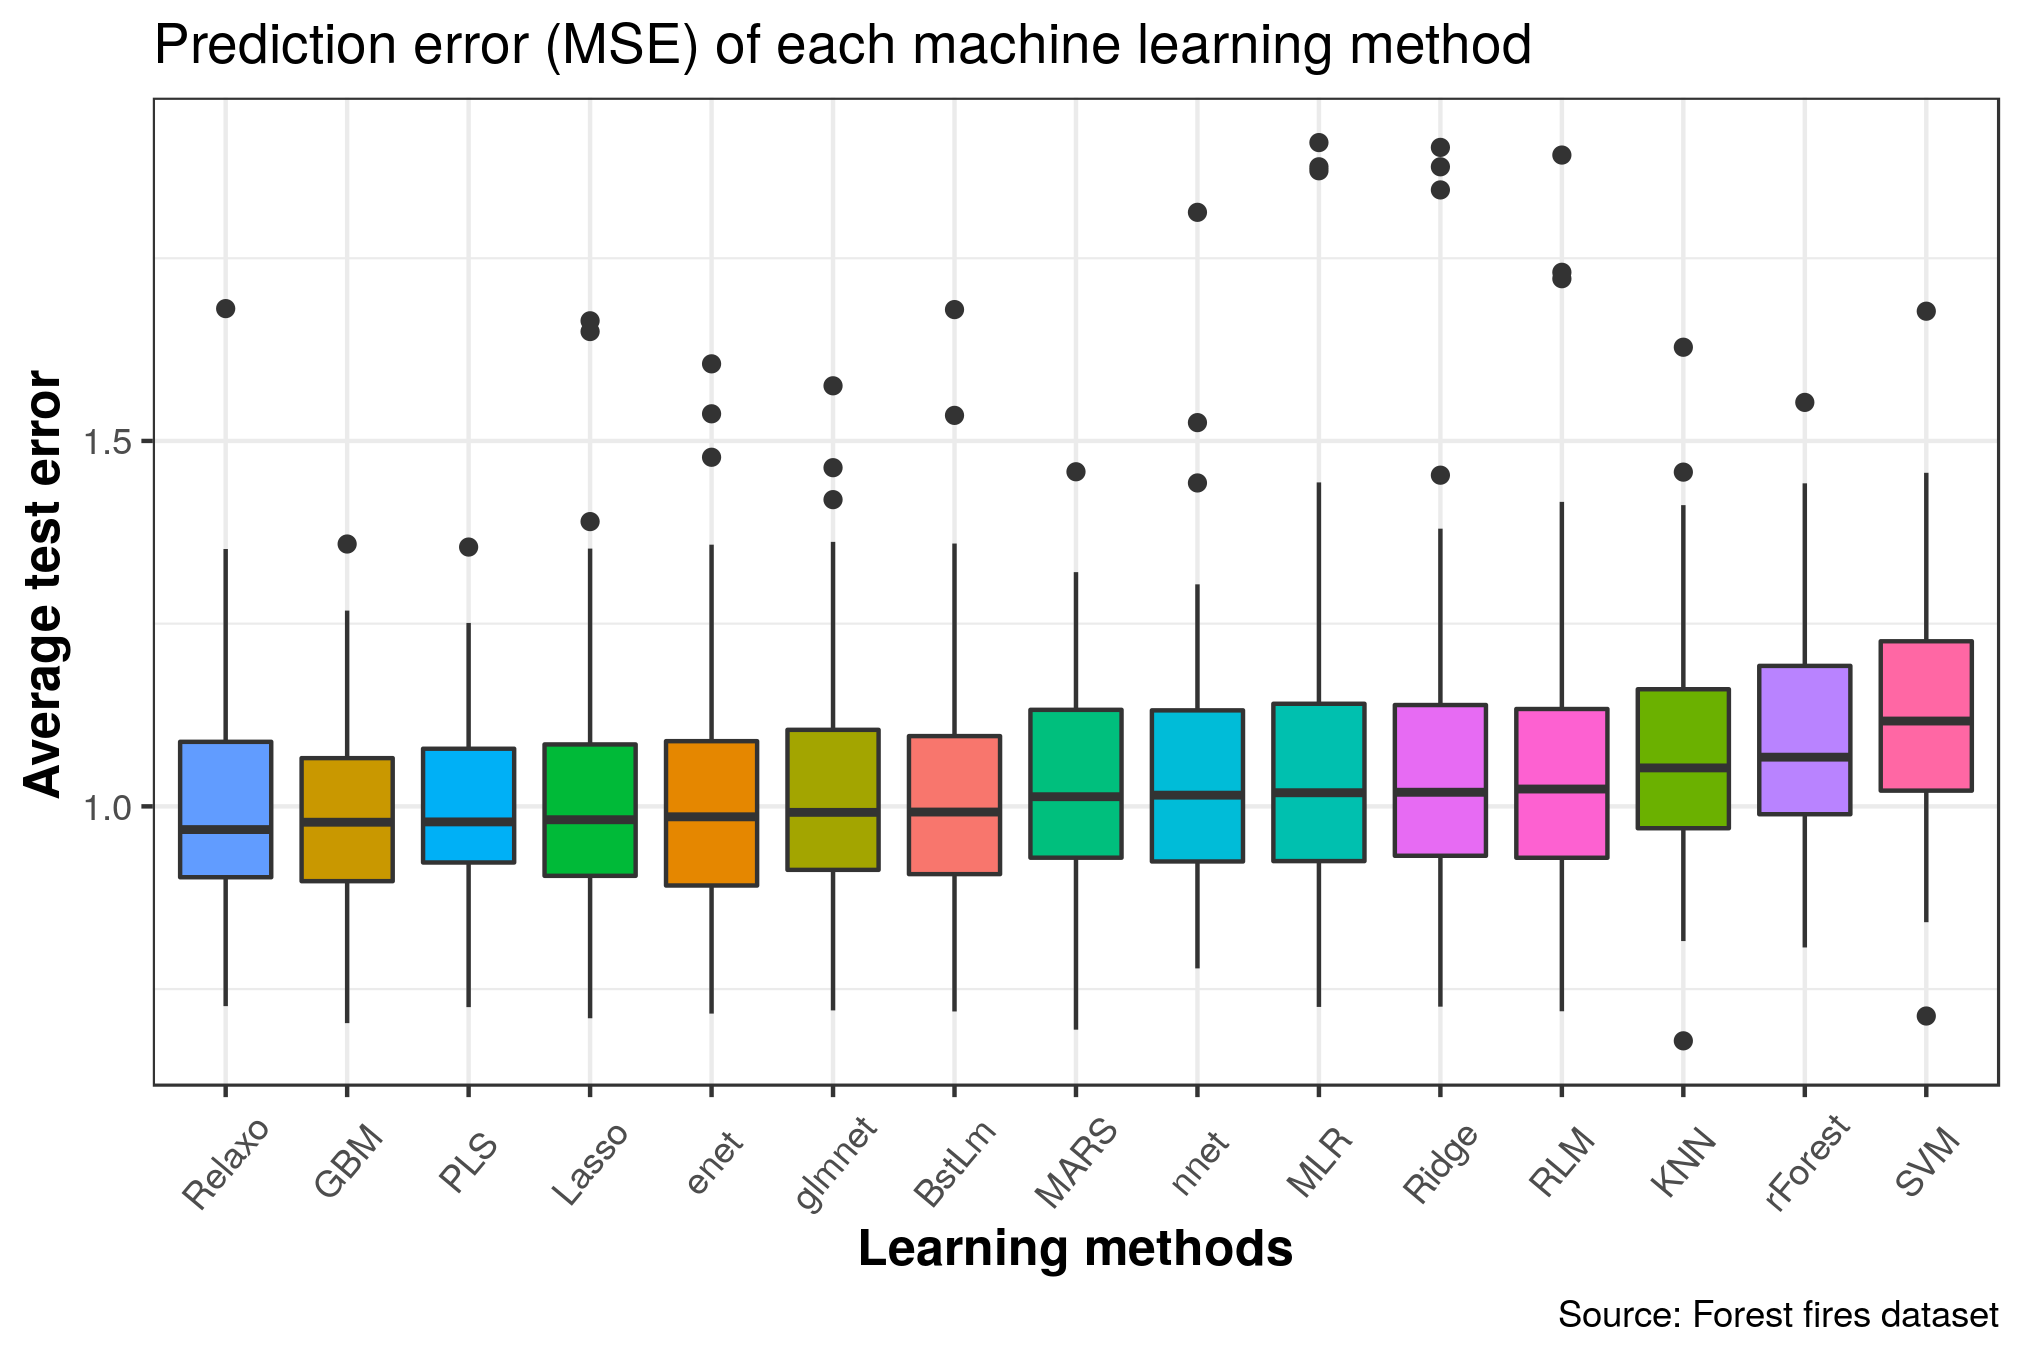 Prediction error (MSE) of each machine learning method
Average test error
1.5
1.0
Relaxo
GBM
PLS
Lasso
enet
glmnet
BstLm
MARS
nnet
MLR
Ridge
RLM
KNN
rForest
SVM
Learning methods
Source: Forest fires dataset